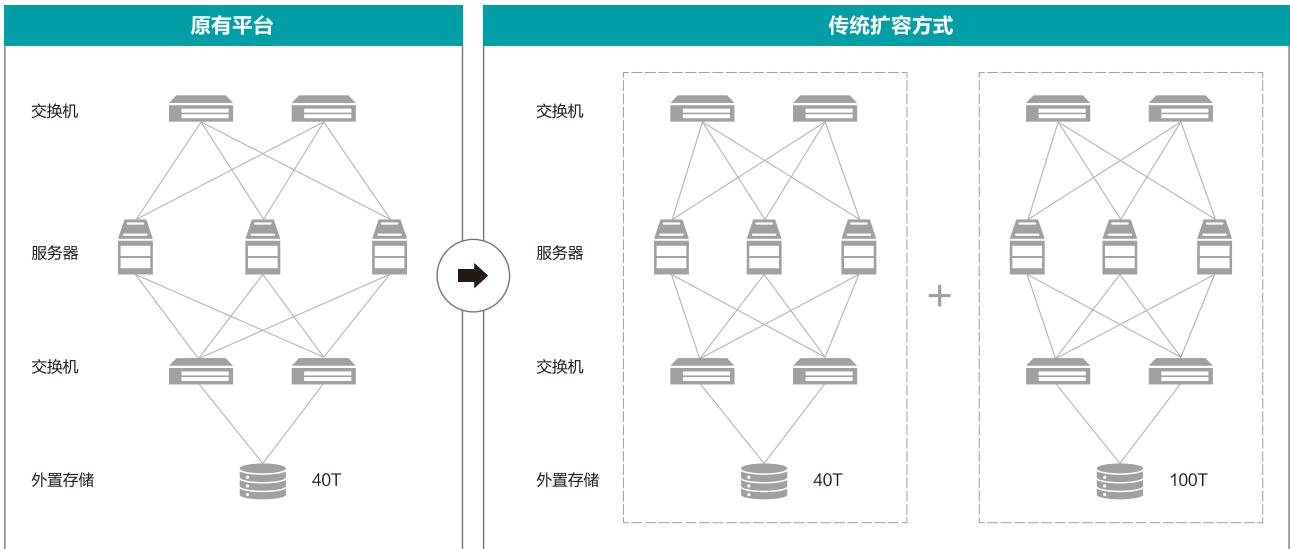 原有平台
交换机
服务器
交换机
外置存储
40T
传统扩容方式
交换机
服务器
+
交换机
外置存储
40T
100T